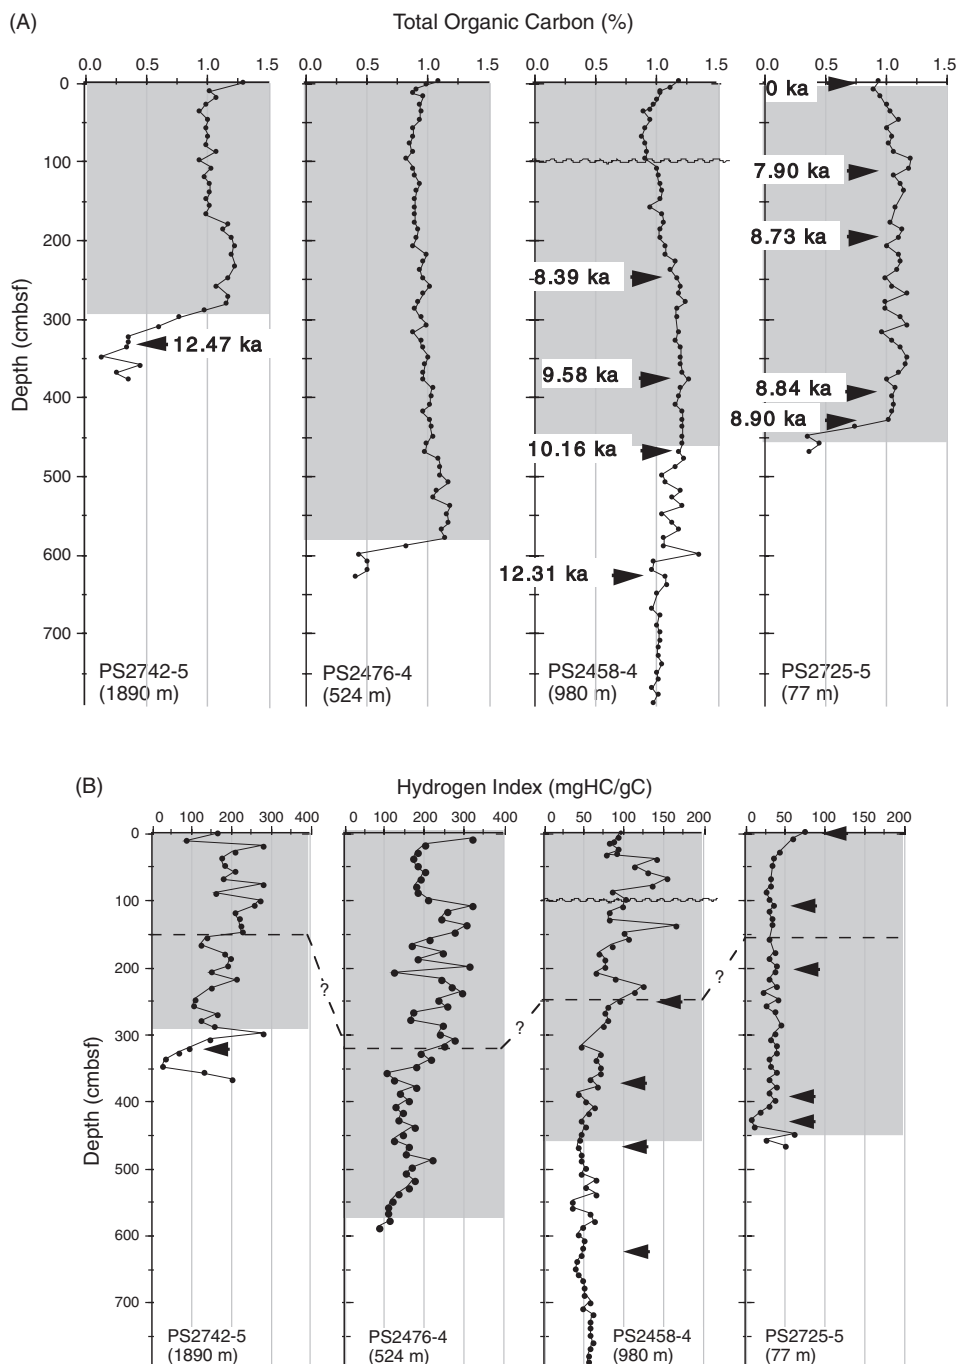 (A)
Total Organic Carbon (%)
0.0 0.5 1.0 1.5 0.0 0.5 1.0 1.5 0.0 0.5 1.0 1.5 0.0 0.5 1.0 1.5
0
0 ka
100
7.90 ka
200
8.73 ka
8.39 ka
300
12.47 ka
9.58 ka
8.84 ka
400
8.90 ka
10.16 ka
500
600
12.31 ka
700
Depth (cmbsf)
PS2742-5
(1890 m)
PS2476-4
(524 m)
PS2458-4
(980 m)
PS2725-5
(77 m)
(B)
Hydrogen Index (mgHC/gC)
0 100 200 300 400 0 100 200 300 400 0 50 100 150 200 0 50 100 150 200
0
100
200
? ? ?
300
400
500
600
700
Depth (cmbsf)
PS2742-5
(1890 m)
PS2476-4
(524 m)
PS2458-4
(980 m)
PS2725-5
(77 m)